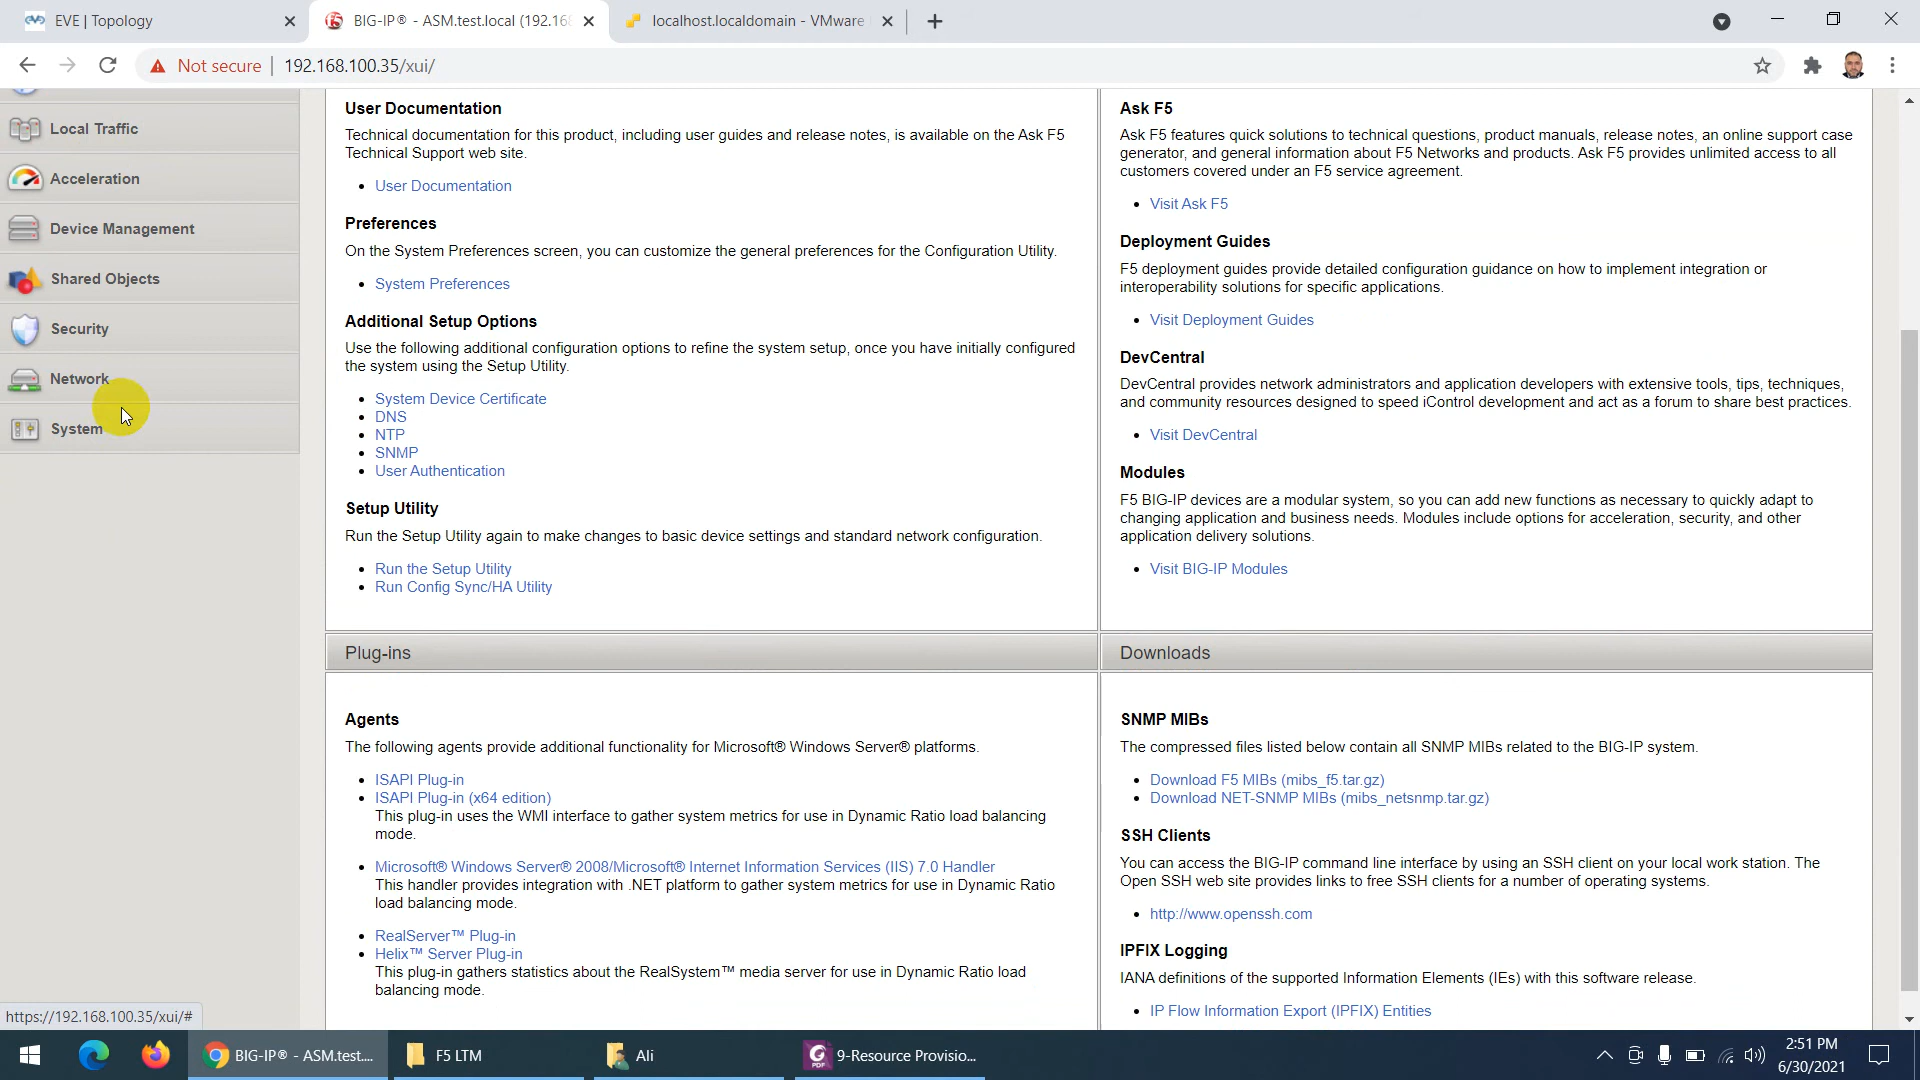 EVE | Topology
BIG-IP® - ASM.test.local (192.168
localhost.localdomain - VMware
Not secure
192.168.100.35/xui/
Local Traffic
Acceleration
Device Management
Shared Objects
Security
Network
System
User Documentation
Technical documentation for this product, including user guides and release notes, is available on the Ask F5
Technical Support web site.
• User Documentation
Preferences
On the System Preferences screen, you can customize the general preferences for the Configuration Utility.
• System Preferences
Additional Setup Options
Use the following additional configuration options to refine the system setup, once you have initially configured
the system using the Setup Utility.
• System Device Certificate
• DNS
• NTP
• SNMP
• User Authentication
Setup Utility
Run the Setup Utility again to make changes to basic device settings and standard network configuration.
• Run the Setup Utility
• Run Config Sync/HA Utility
Ask F5
Ask F5 features quick solutions to technical questions, product manuals, release notes, an online support case
generator, and general information about F5 Networks and products. Ask F5 provides unlimited access to all
customers covered under an F5 service agreement.
• Visit Ask F5
Deployment Guides
F5 deployment guides provide detailed configuration guidance on how to implement integration or
interoperability solutions for specific applications.
• Visit Deployment Guides
DevCentral
DevCentral provides network administrators and application developers with extensive tools, tips, techniques,
and community resources designed to speed iControl development and act as a forum to share best practices.
• Visit DevCentral
Modules
F5 BIG-IP devices are a modular system, so you can add new functions as necessary to quickly adapt to
changing application and business needs. Modules include options for acceleration, security, and other
application delivery solutions.
• Visit BIG-IP Modules
Plug-ins
Agents
The following agents provide additional functionality for Microsoft® Windows Server® platforms.
• ISAPI Plug-in
• ISAPI Plug-in (x64 edition)
This plug-in uses the WMI interface to gather system metrics for use in Dynamic Ratio load balancing
mode.
• Microsoft® Windows Server® 2008/Microsoft® Internet Information Services (IIS) 7.0 Handler
This handler provides integration with .NET platform to gather system metrics for use in Dynamic Ratio
load balancing mode.
• RealServer™ Plug-in
• Helix™ Server Plug-in
This plug-in gathers statistics about the RealSystem™ media server for use in Dynamic Ratio load
balancing mode.
Downloads
SNMP MIBs
The compressed files listed below contain all SNMP MIBs related to the BIG-IP system.
• Download F5 MIBs (mibs_f5.tar.gz)
• Download NET-SNMP MIBs (mibs_netsnmp.tar.gz)
SSH Clients
You can access the BIG-IP command line interface by using an SSH client on your local work station. The
Open SSH web site provides links to free SSH clients for a number of operating systems.
• http://www.openssh.com
IPFIX Logging
IANA definitions of the supported Information Elements (IEs) with this software release.
• IP Flow Information Export (IPFIX) Entities
https://192.168.100.35/xui/#
BIG-IP® - ASM.test....
F5 LTM
Ali
9-Resource Provisio...
2:51 PM
6/30/2021